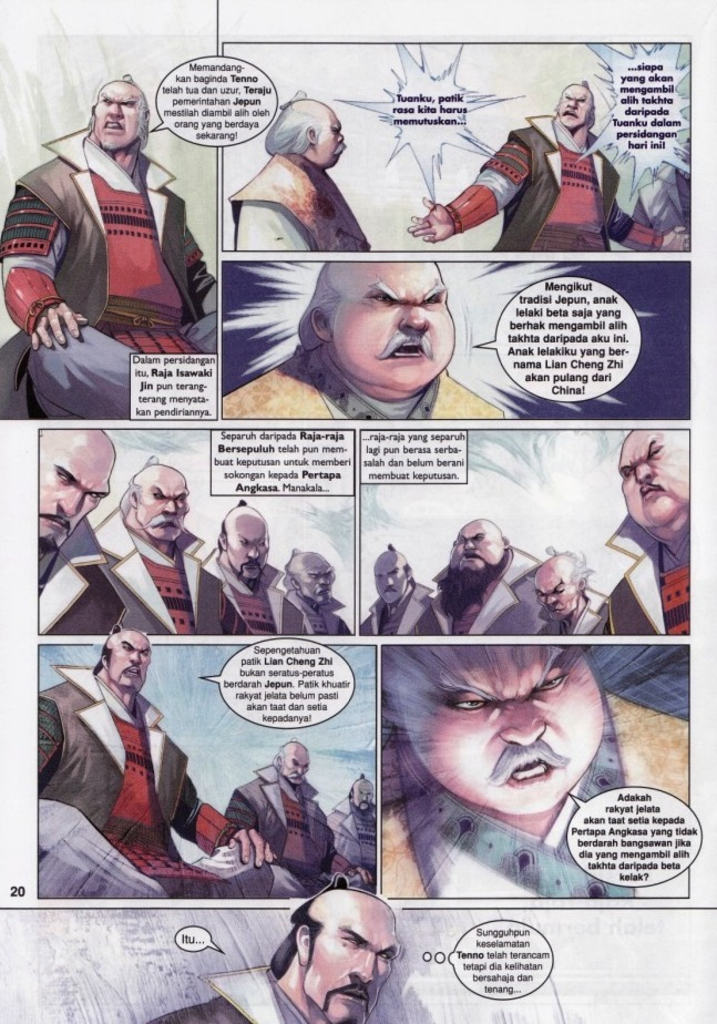 Memandang-
kan baginda Tenno
telah tua dan uzur, Teraju
pemerintahan Jepun
mestilah diambil alih oleh
orang yang berdaya
sekarang!
Dalam persidangan
itu, Raja Isawaki
Jin pun terang-
terang menyata-
kan pendiriannya.
Tuanku, patik
rasa kita harus
memutuskan...
...siapa
yang akan
mengambil
alih takhta
daripada
Tuanku dalam
persidangan
hari ini!
Mengikut
tradisi Jepun, anak
lelaki beta saja yang
berhak mengambil alih
takhta daripada aku ini.
Anak lelakiku yang ber-
nama Lian Cheng Zhi
akan pulang dari
China!
Separuh daripada Raja-raja
Bersepuluh telah pun mem-
buat keputusan untuk memberi
sokongan kepada Pertapa
Angkasa. Manakala...
...raja-raja yang separuh
lagi pun berasa serba-
salah dan belum berani
membuat keputusan.
Sepengetahuan
patik Lian Cheng Zhi
bukan seratus-peratus
berdarah Jepun. Patik khuatir
rakyat jelata belum pasti
akan taat dan setia
kepadanya!
Adakah
rakyat jelata
akan taat setia kepada
Pertapa Angkasa yang tidak
berdarah bangsawan jika
dia yang mengambil alih
takhta daripada beta
kelak?
20
Itu...
Sungguhpun
keselamatan
Tenno telah terancam
tetapi dia kelihatan
bersahaja dan
tenang...